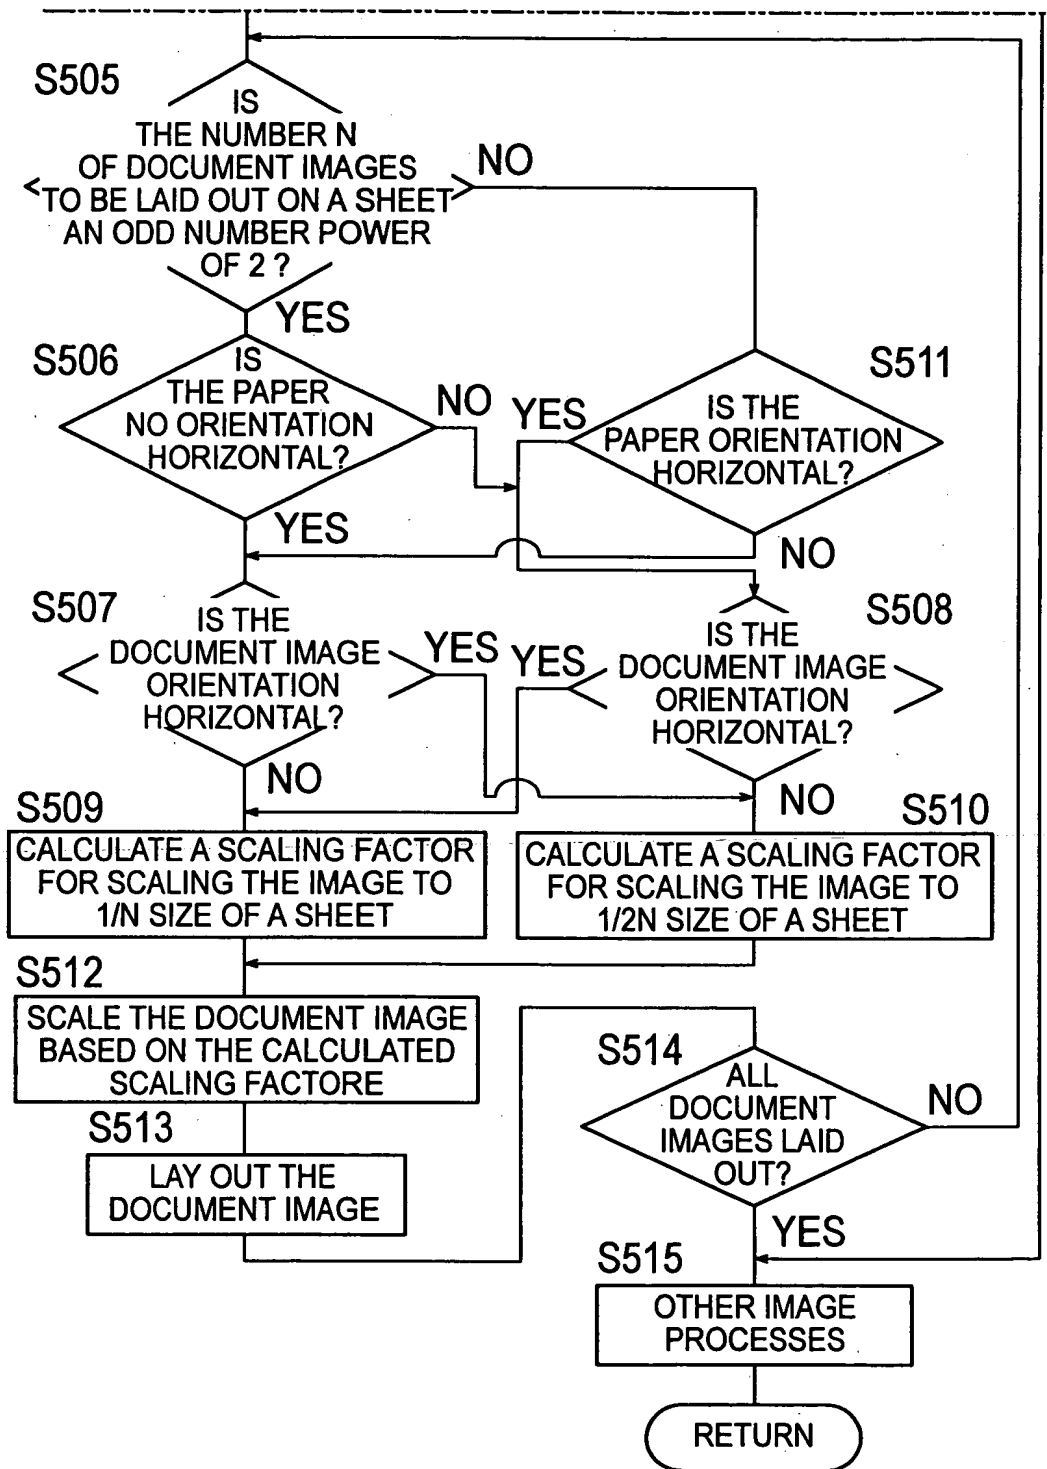 S505
IS
THE NUMBER N
OF DOCUMENT IMAGES
TO BE LAID OUT ON A SHEET
AN ODD NUMBER POWER
OF 2 ?
NO
YES
S506
IS
THE PAPER
NO ORIENTATION
HORIZONTAL?
NO
YES
S511
IS THE
PAPER ORIENTATION
HORIZONTAL?
YES
NO
S507
IS THE
DOCUMENT IMAGE
ORIENTATION
HORIZONTAL?
YES
NO
S508
IS THE
DOCUMENT IMAGE
ORIENTATION
HORIZONTAL?
YES
NO
S509
CALCULATE A SCALING FACTOR
FOR SCALING THE IMAGE TO
1/N SIZE OF A SHEET
S510
CALCULATE A SCALING FACTOR
FOR SCALING THE IMAGE TO
1/2N SIZE OF A SHEET
S512
SCALE THE DOCUMENT IMAGE
BASED ON THE CALCULATED
SCALING FACTORE
S513
LAY OUT THE
DOCUMENT IMAGE
S514
ALL
DOCUMENT
IMAGES LAID
OUT?
NO
YES
S515
OTHER IMAGE
PROCESSES
RETURN